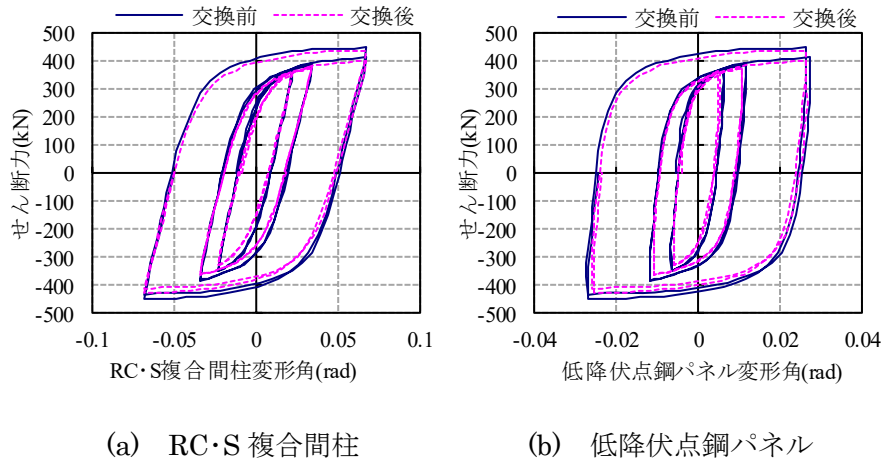 交換前 交換後
500
400
300
200
100
0
-100
-200
-300
-400
-500
せん断力(kN)
-0.1 -0.05 0 0.05 0.1
RC･S複合間柱変形角(rad)
(a) RC･S 複合間柱
交換前 交換後
500
400
300
200
100
0
-100
-200
-300
-400
-500
せん断力(kN)
-0.04 -0.02 0 0.02 0.04
低降伏点鋼パネル変形角(rad)
(b) 低降伏点鋼パネル